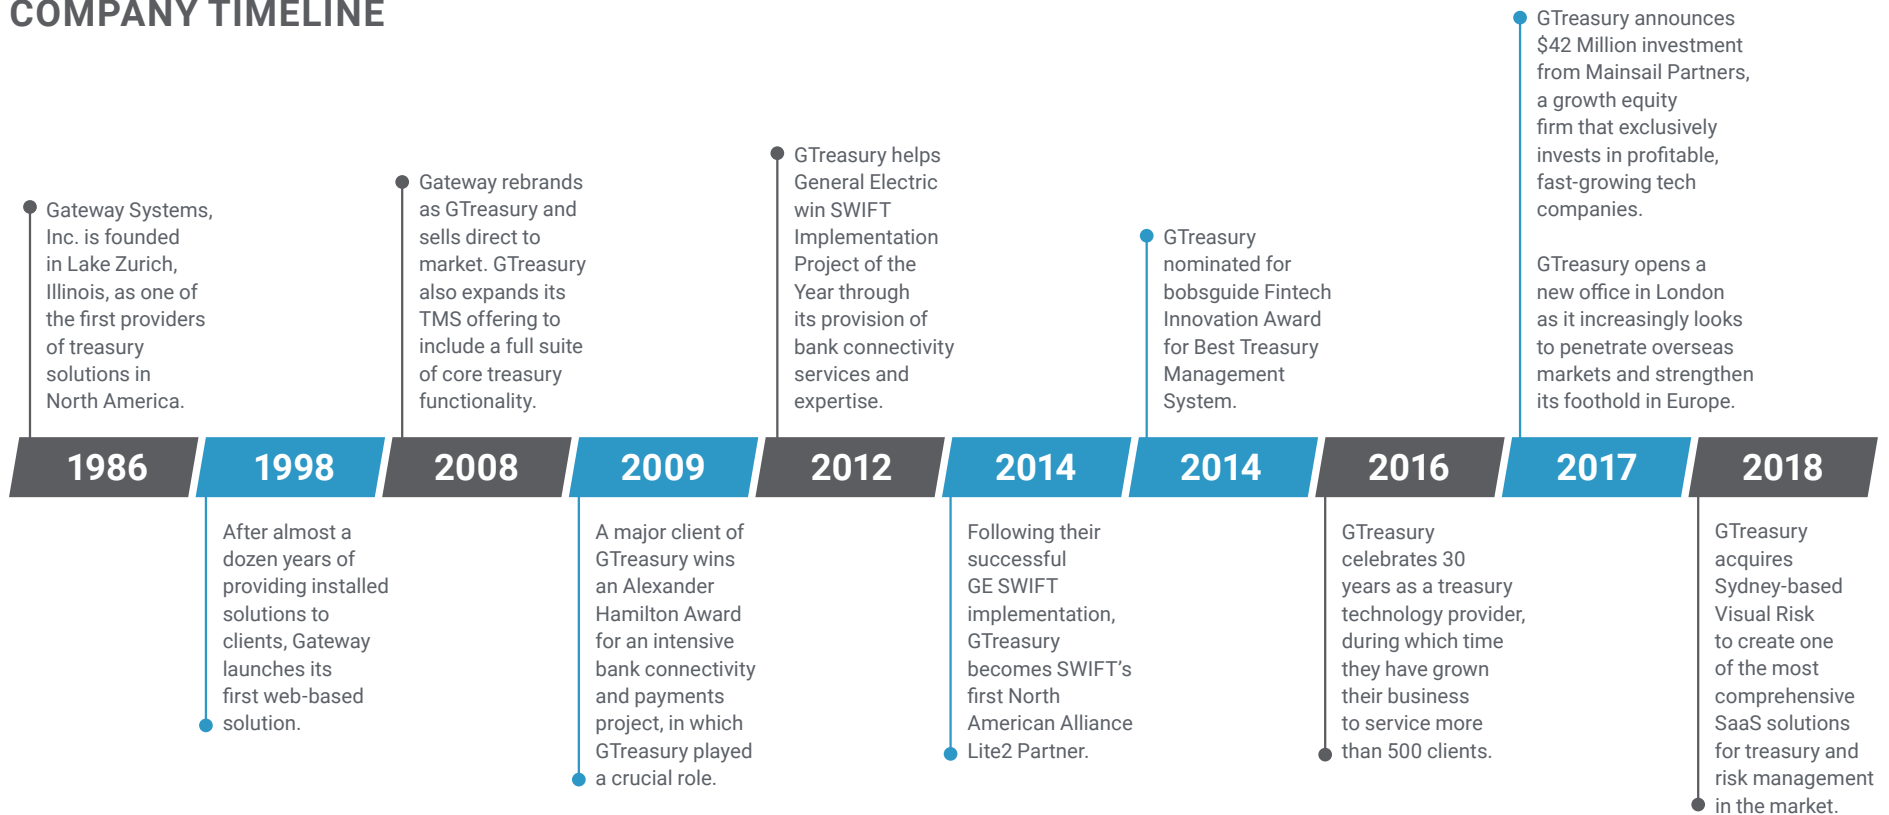 COMPANY TIMELINE
GTreasury announces
$42 Million investment
from Mainsail Partners,
a growth equity
firm that exclusively
invests in profitable,
fast-growing tech
companies.
GTreasury opens a
new office in London
as it increasingly looks
to penetrate overseas
markets and strengthen
its foothold in Europe.
Gateway Systems,
Inc. is founded
in Lake Zurich,
Illinois, as one of
the first providers
of treasury
solutions in
North America.
Gateway rebrands
as GTreasury and
sells direct to
market. GTreasury
also expands its
TMS offering to
include a full suite
of core treasury
functionality.
GTreasury helps
General Electric
win SWIFT
Implementation
Project of the
Year through
its provision of
bank connectivity
services and
expertise.
GTreasury
nominated for
bobsguide Fintech
Innovation Award
for Best Treasury
Management
System.
1986
1998
2008
2009
2012
2014
2014
2016
2017
2018
After almost a
dozen years of
providing installed
solutions to
clients, Gateway
launches its
first web-based
solution.
A major client of
GTreasury wins
an Alexander
Hamilton Award
for an intensive
bank connectivity
and payments
project, in which
GTreasury played
a crucial role.
Following their
successful
GE SWIFT
implementation,
GTreasury
becomes SWIFT's
first North
American Alliance
Lite2 Partner.
GTreasury
celebrates 30
years as a treasury
technology provider,
during which time
they have grown
their business
to service more
than 500 clients.
GTreasury
acquires
Sydney-based
Visual Risk
to create one
of the most
comprehensive
SaaS solutions
for treasury and
risk management
in the market.